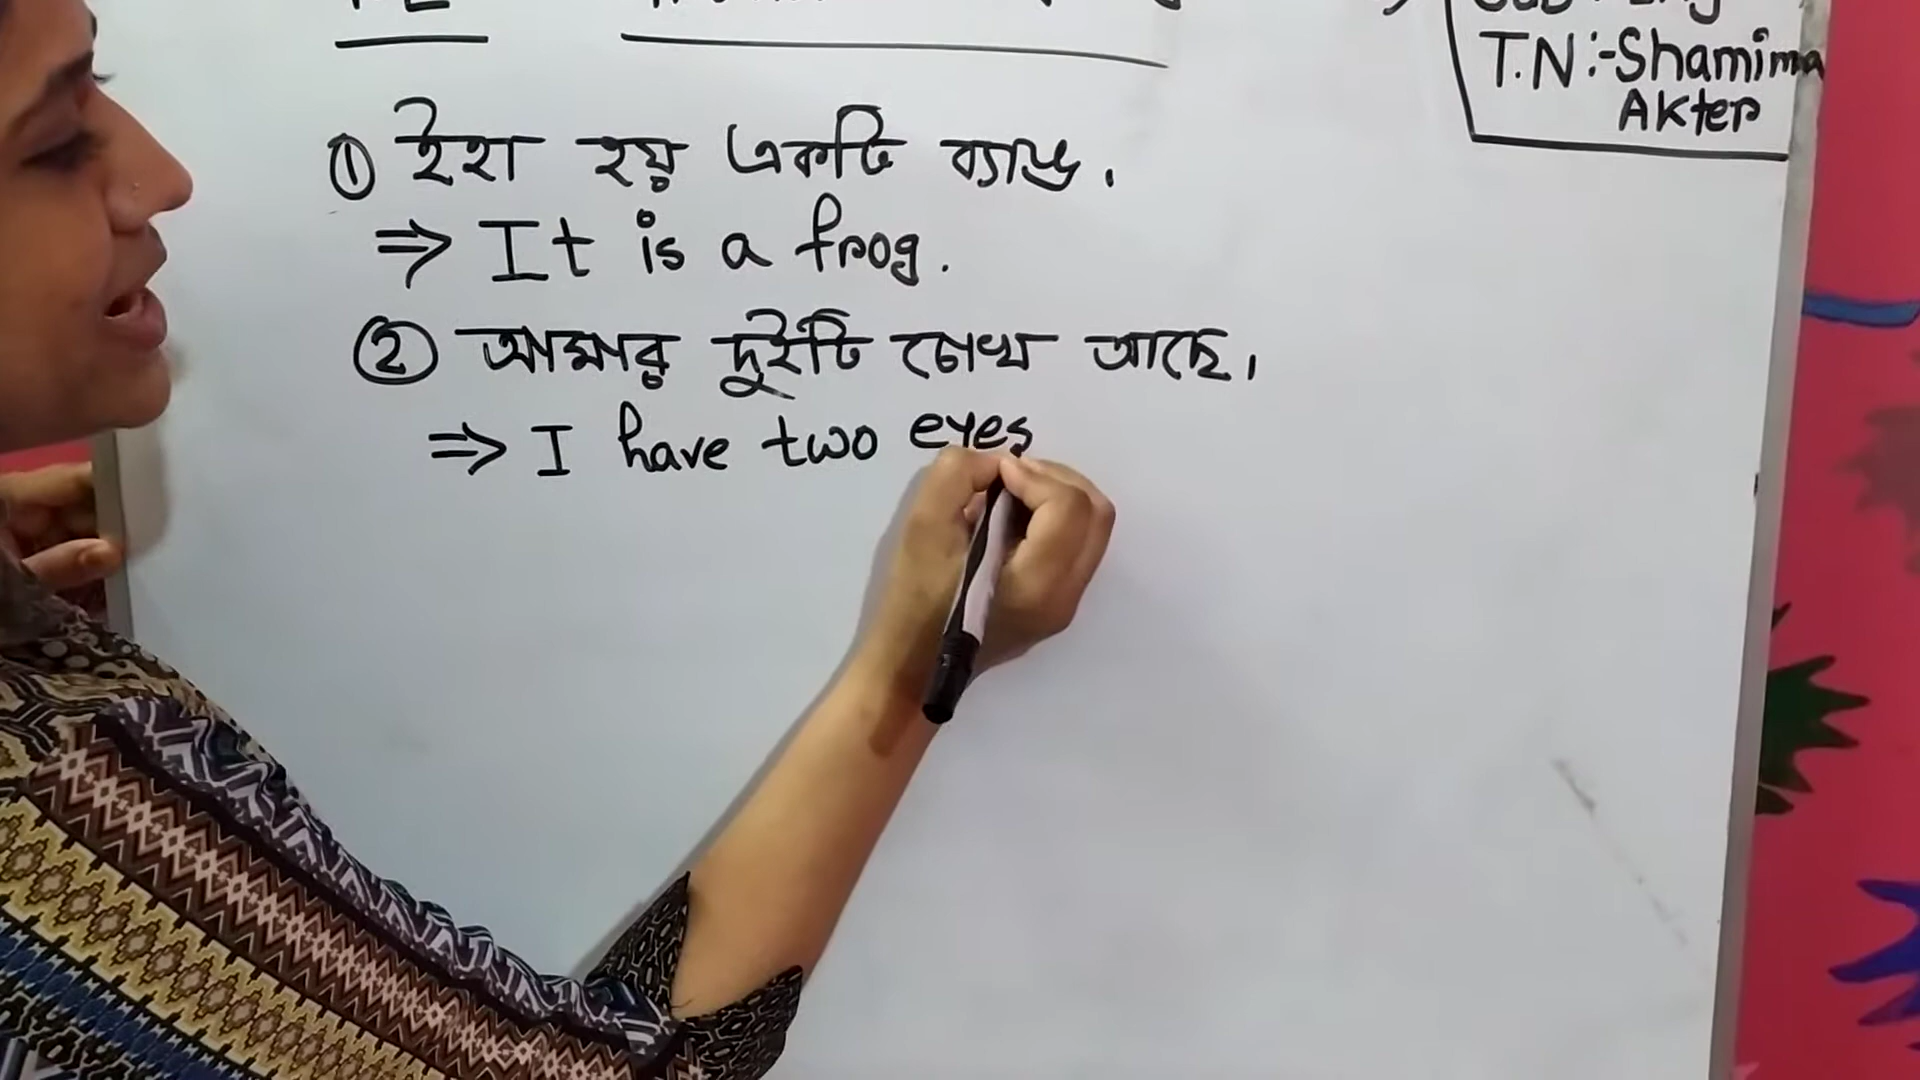 T.N:-Shamima
Akter
① ইহা হয় একটি ব্যাঙ.
⇒ It is a frog.
② আমার দুইটি চোখ আছে।
⇒ I have two eyes